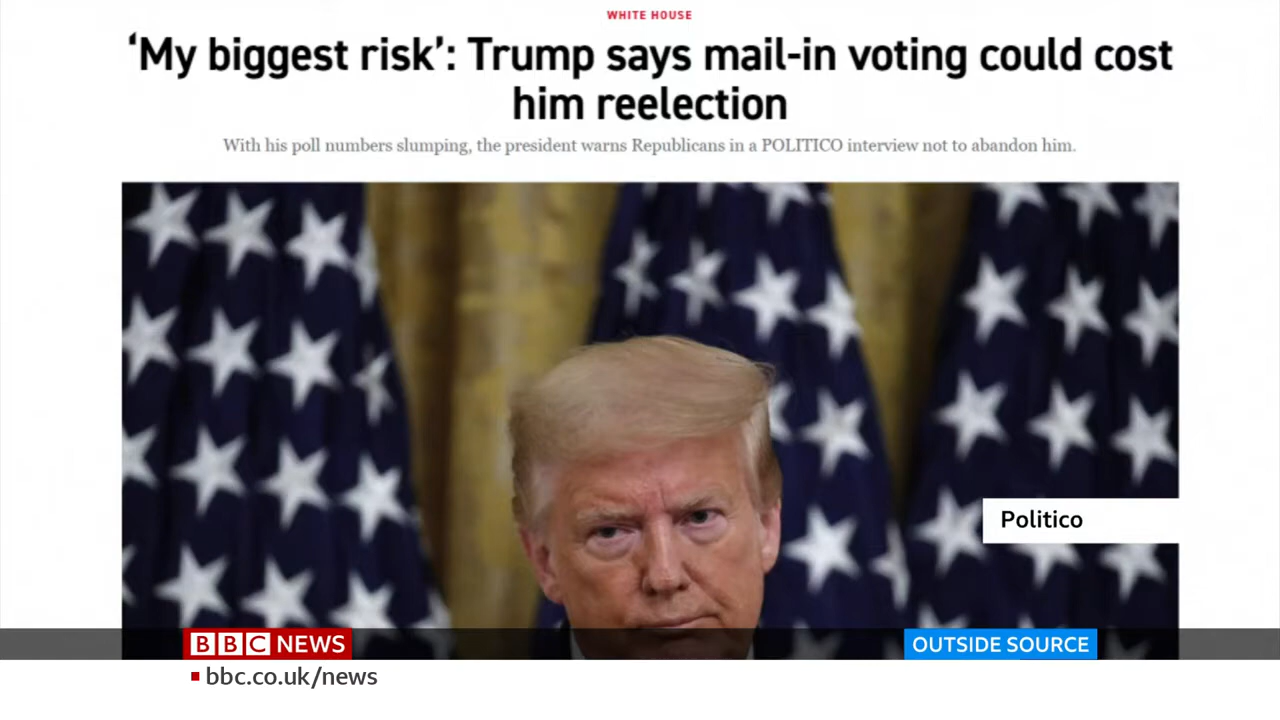 WHITE HOUSE
‘My biggest risk’: Trump says mail-in voting could cost
him reelection
With his poll numbers slumping, the president warns Republicans in a POLITICO interview not to abandon him.
Politico
BBC NEWS
OUTSIDE SOURCE
bbc.co.uk/news